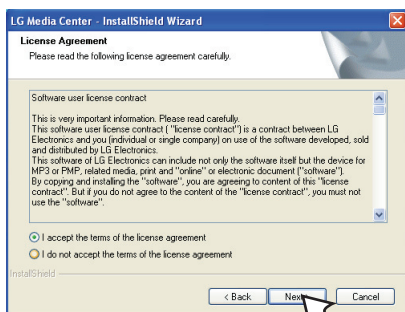 LG Media Center - InstallShield Wizard
License Agreement
Please read the following license agreement carefully.
Software user license contract
This is very important information. Please read carefully.
This software user license contract ( "license contract") is a contract between LG
Electronics and you (individual or single company) on use of the software developed, sold
and distributed by LG Electronics.
This software of LG Electronics can include not only the software itself but the device for
MP3 or PMP, related media, print and "online" or electronic document ("software").
By copying and installing the "software", you are agreeing to content of this "license
contract". But if you do not agree to the content of the "license contract", you must not
use the "software".
I accept the terms of the license agreement
I do not accept the terms of the license agreement
InstallShield
< Back Next Cancel